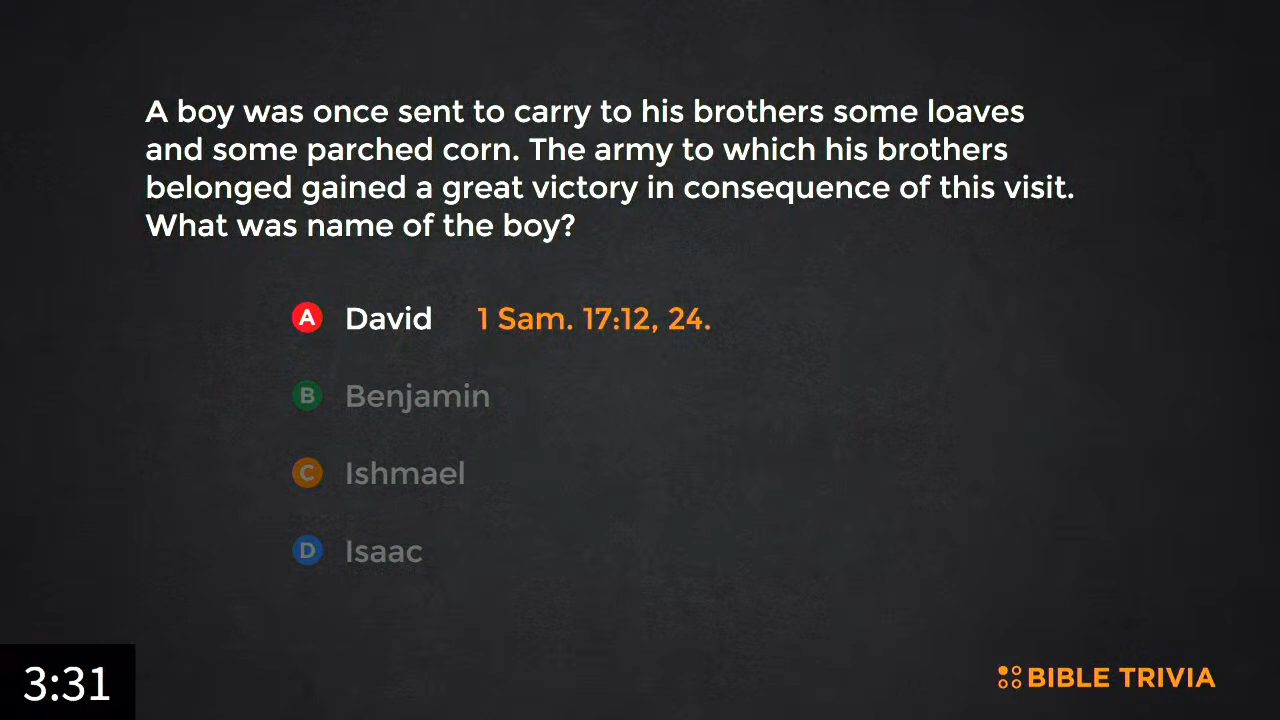 A boy was once sent to carry to his brothers some loaves
and some parched corn. The army to which his brothers
belonged gained a great victory in consequence of this visit.
What was name of the boy?
A David 1 Sam. 17:12, 24.
B Benjamin
C Ishmael
D Isaac
3:31
BIBLE TRIVIA